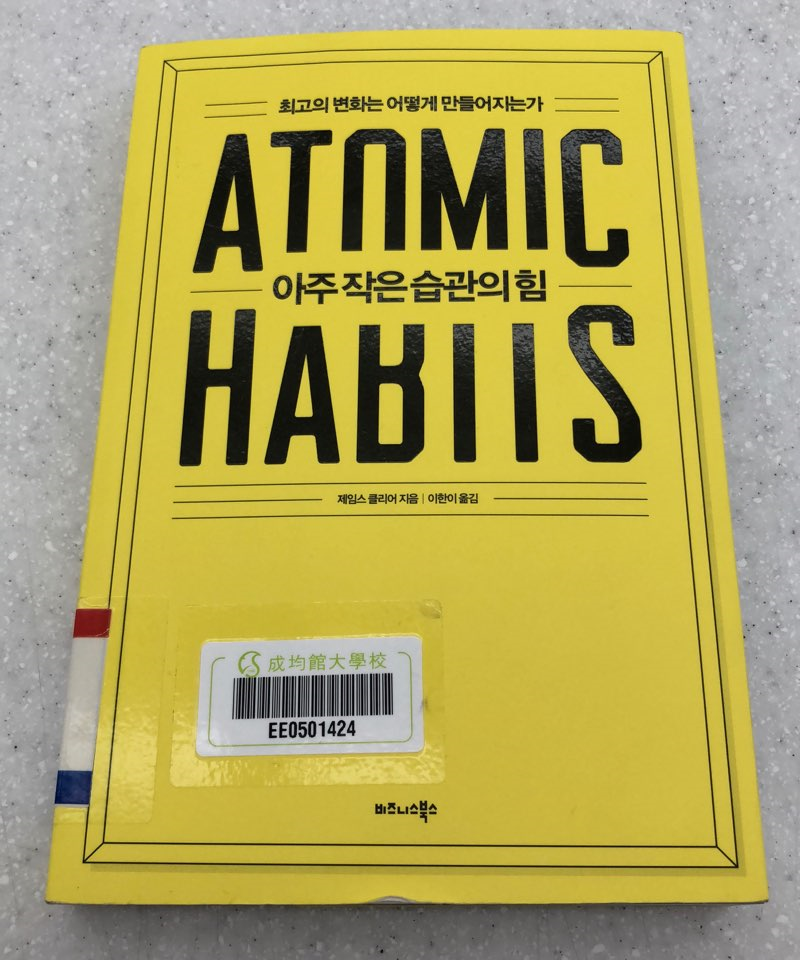 최고의 변화는 어떻게 만들어지는가
ATOMIC
아주 작은 습관의 힘
HABITS
제임스 클리어 지음 | 이한이 옮김
成均館大學校
EE0501424
비즈니스북스